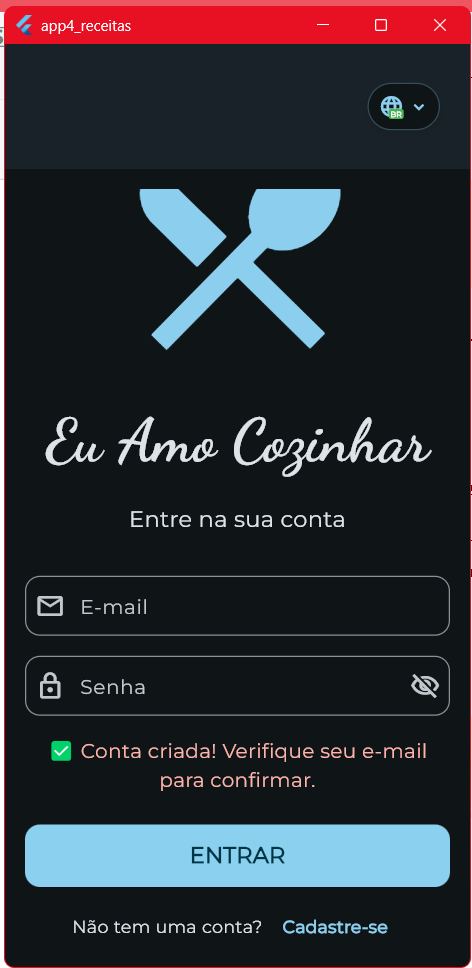 app4_receitas
BR
Eu Amo Cozinhar
Entre na sua conta
E-mail
Senha
✅ Conta criada! Verifique seu e-mail
para confirmar.
ENTRAR
Não tem uma conta? Cadastre-se